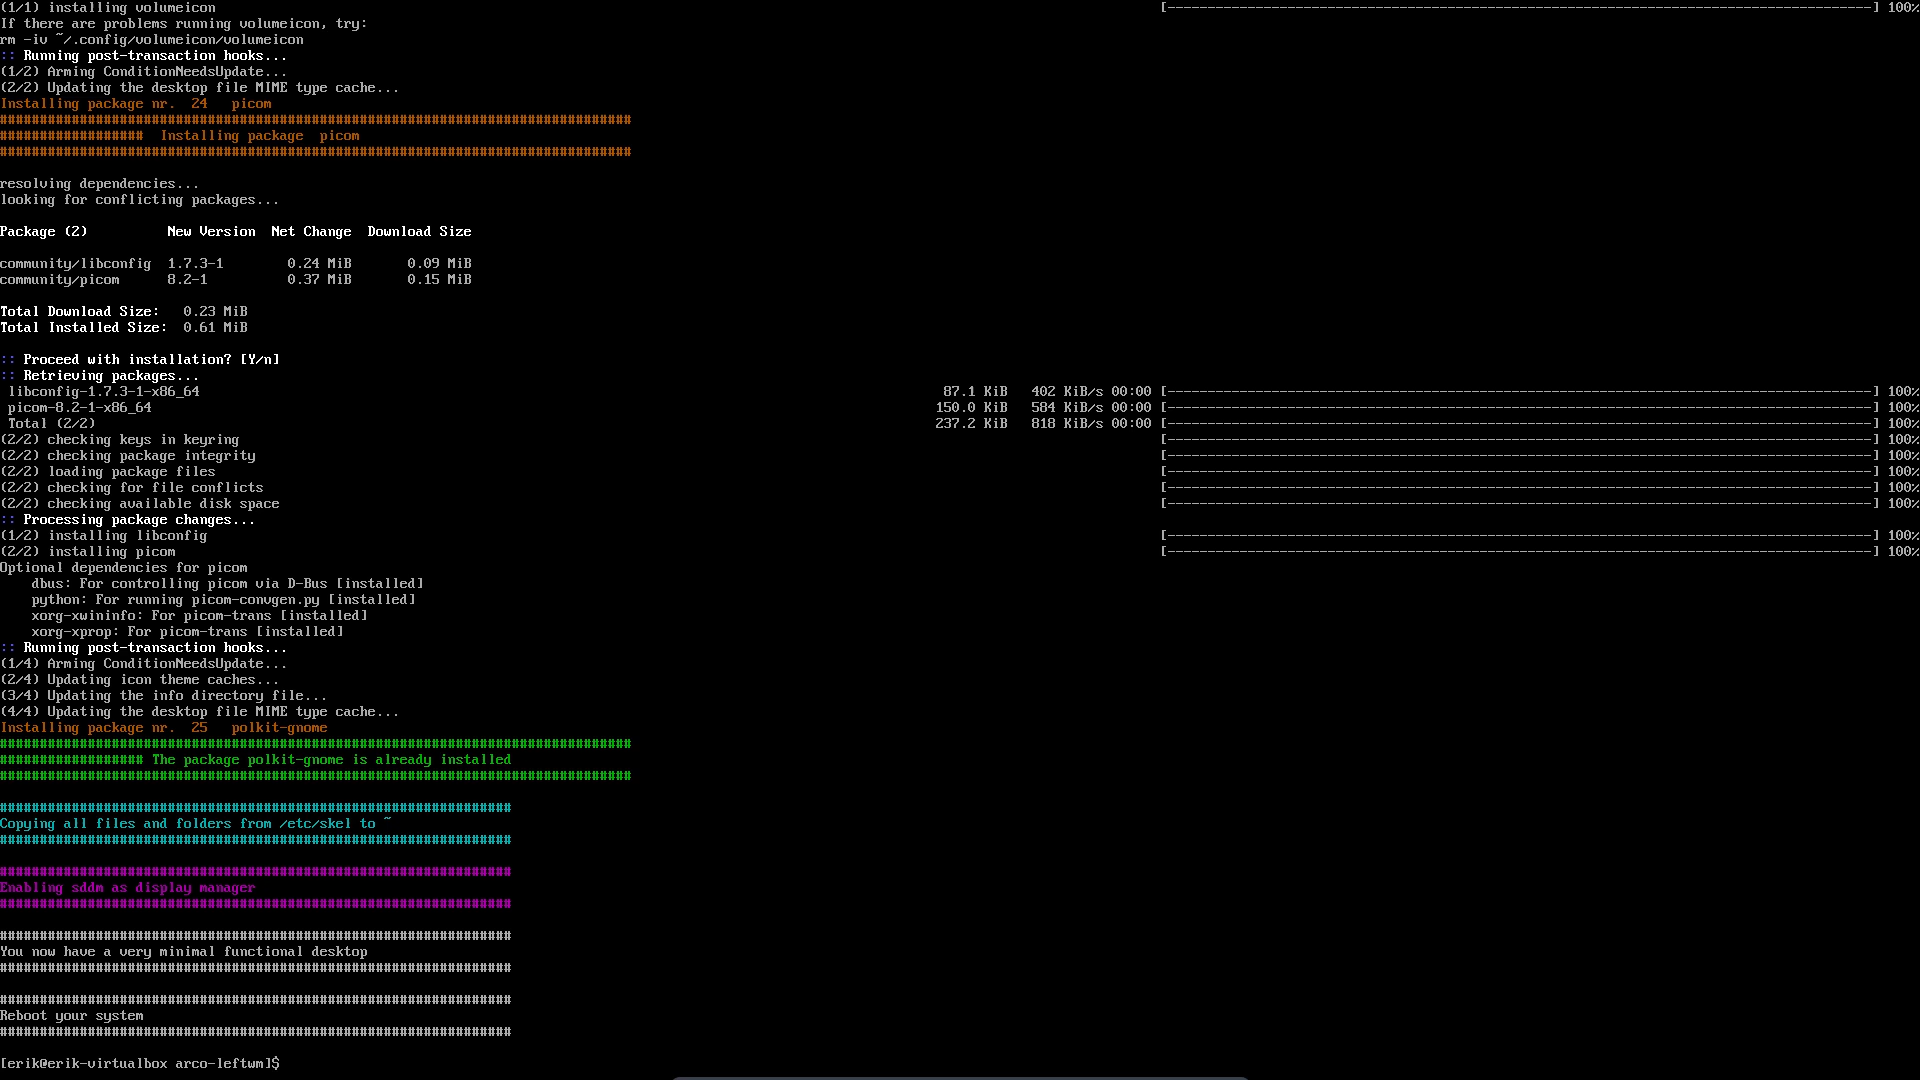 (1/1) installing volumeicon [----------------------------------------------------------------------------------------] 100%
If there are problems running volumeicon, try:
rm -iv ~/.config/volumeicon/volumeicon
:: Running post-transaction hooks...
(1/2) Arming ConditionNeedsUpdate...
(2/2) Updating the desktop file MIME type cache...
Installing package nr.  24   picom
###############################################################################
##################  Installing package  picom
###############################################################################
resolving dependencies...
looking for conflicting packages...
Package (2)          New Version  Net Change  Download Size
community/libconfig  1.7.3-1        0.24 MiB       0.09 MiB
community/picom      8.2-1          0.37 MiB       0.15 MiB
Total Download Size:   0.23 MiB
Total Installed Size:  0.61 MiB
:: Proceed with installation? [Y/n]
:: Retrieving packages...
 libconfig-1.7.3-1-x86_64 87.1 KiB   402 KiB/s 00:00 [----------------------------------------------------------------------------------------] 100%
 picom-8.2-1-x86_64 150.0 KiB   584 KiB/s 00:00 [----------------------------------------------------------------------------------------] 100%
 Total (2/2) 237.2 KiB   818 KiB/s 00:00 [----------------------------------------------------------------------------------------] 100%
(2/2) checking keys in keyring [----------------------------------------------------------------------------------------] 100%
(2/2) checking package integrity [----------------------------------------------------------------------------------------] 100%
(2/2) loading package files [----------------------------------------------------------------------------------------] 100%
(2/2) checking for file conflicts [----------------------------------------------------------------------------------------] 100%
(2/2) checking available disk space [----------------------------------------------------------------------------------------] 100%
:: Processing package changes...
(1/2) installing libconfig [----------------------------------------------------------------------------------------] 100%
(2/2) installing picom [----------------------------------------------------------------------------------------] 100%
Optional dependencies for picom
    dbus: For controlling picom via D-Bus [installed]
    python: For running picom-convgen.py [installed]
    xorg-xwininfo: For picom-trans [installed]
    xorg-xprop: For picom-trans [installed]
:: Running post-transaction hooks...
(1/4) Arming ConditionNeedsUpdate...
(2/4) Updating icon theme caches...
(3/4) Updating the info directory file...
(4/4) Updating the desktop file MIME type cache...
Installing package nr.  25   polkit-gnome
###############################################################################
################## The package polkit-gnome is already installed
###############################################################################
################################################################
Copying all files and folders from /etc/skel to ~
################################################################
################################################################
Enabling sddm as display manager
################################################################
################################################################
You now have a very minimal functional desktop
################################################################
################################################################
Reboot your system
################################################################
[erik@erik-virtualbox arco-leftwm]$